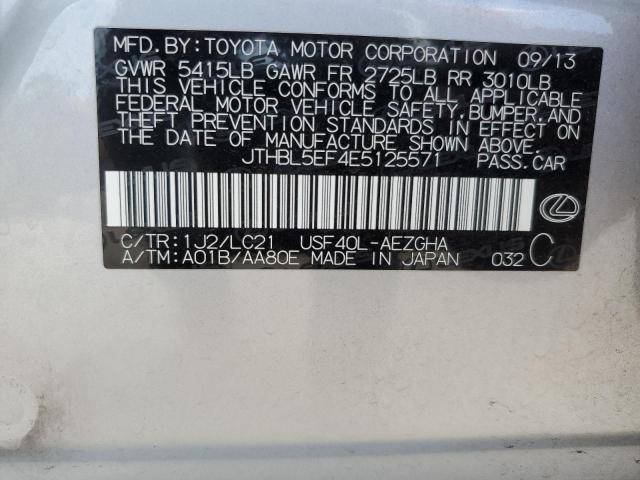 MFD.BY:TOYOTA MOTOR CORPORATION 09/13
GVWR 5415LB GAWR FR 2725LB RR 3010LB
THIS VEHICLE CONFORMS TO ALL APPLICABLE
FEDERAL MOTOR VEHICLE SAFETY,BUMPER,AND
THEFT PREVENTION STANDARDS IN EFFECT ON
THE DATE OF MANUFACTURE SHOWN ABOVE.
JTHBL5EF4E5125571 PASS.CAR
C/TR:1J2/LC21 USF40L-AEZGHA C
A/TM:A01B/AA80E MADE IN JAPAN 032